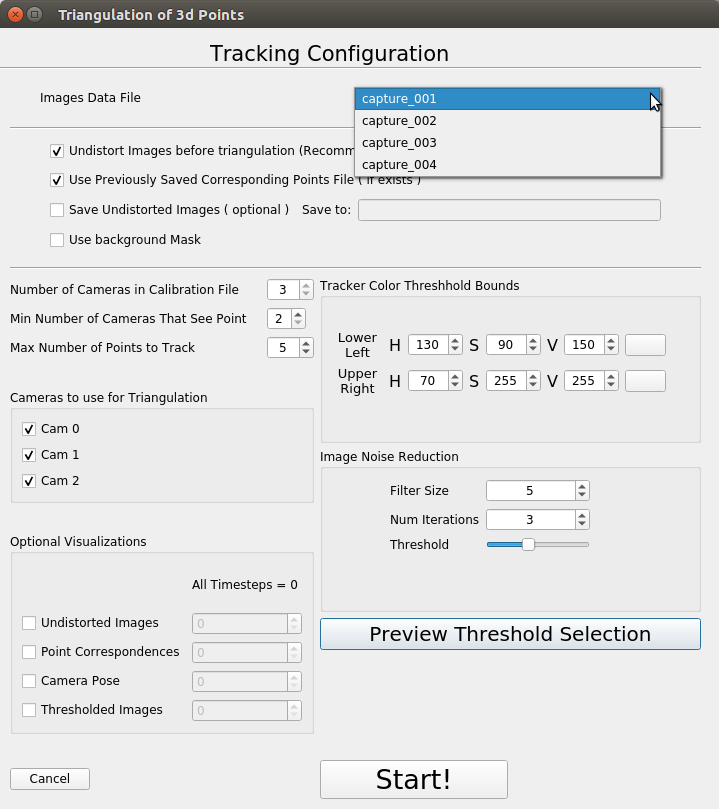 Triangulation of 3d Points
Tracking Configuration
Images Data File
capture_001
capture_002
capture_003
capture_004
Undistort Images before triangulation (Recomm
Use Previously Saved Corresponding Points File ( if exists )
Save Undistorted Images ( optional ) Save to:
Use background Mask
Number of Cameras in Calibration File 3
Min Number of Cameras That See Point 2
Max Number of Points to Track 5
Cameras to use for Triangulation
Cam 0
Cam 1
Cam 2
Optional Visualizations
All Timesteps = 0
Undistorted Images 0
Point Correspondences 0
Camera Pose 0
Thresholded Images 0
Cancel
Tracker Color Threshhold Bounds
Lower
Left H 130 S 90 V 150
Upper
Right H 70 S 255 V 255
Image Noise Reduction
Filter Size 5
Num Iterations 3
Threshold
Preview Threshold Selection
Start!